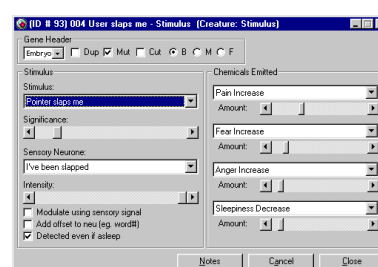 (ID # 93) 004 User slaps me - Stimulus (Creature: Stimulus)
Gene Header
Embryo Dup Mut Cut B M F
Stimulus
Stimulus:
Pointer slaps me
Significance:
Sensory Neurone:
I've been slapped
Intensity:
Modulate using sensory signal
Add offset to neu (eg. word#)
Detected even if asleep
Chemicals Emitted
Pain Increase
Amount:
Fear Increase
Amount:
Anger Increase
Amount:
Sleepiness Decrease
Amount:
Notes Cancel Close